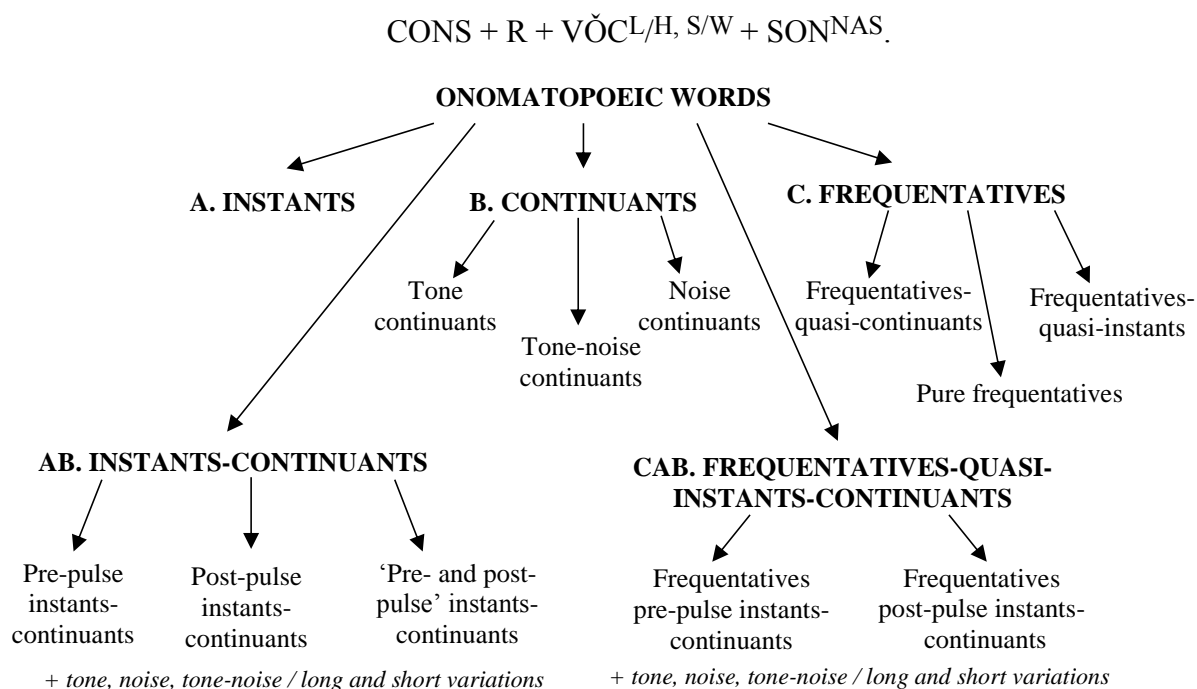 CONS + R + VǑC^L/H, S/W + SON^NAS.
ONOMATOPOEIC WORDS
A. INSTANTS
B. CONTINUANTS
C. FREQUENTATIVES
Tone
continuants
Tone-noise
continuants
Noise
continuants
Frequentatives-
quasi-continuants
Pure frequentatives
Frequentatives-
quasi-instants
AB. INSTANTS-CONTINUANTS
CAB. FREQUENTATIVES-QUASI-
INSTANTS-CONTINUANTS
Pre-pulse
instants-
continuants
Post-pulse
instants-
continuants
‘Pre- and post-
pulse’ instants-
continuants
Frequentatives
pre-pulse instants-
continuants
Frequentatives
post-pulse instants-
continuants
+ tone, noise, tone-noise / long and short variations
+ tone, noise, tone-noise / long and short variations